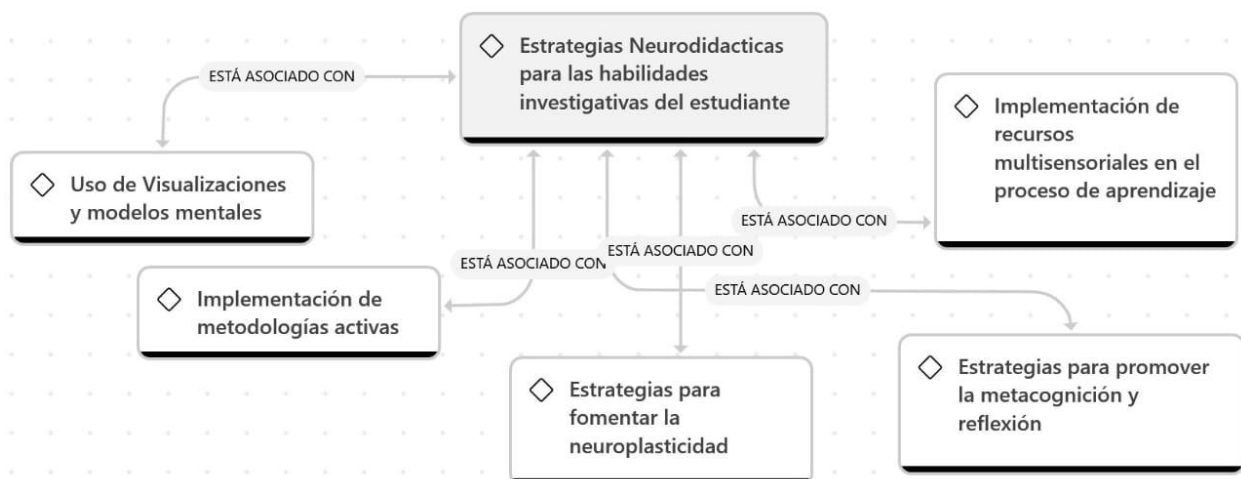 Estrategias Neurodidacticas
para las habilidades
investigativas del estudiante
ESTÁ ASOCIADO CON
Implementación de
recursos
multisensoriales en el
proceso de aprendizaje
Uso de Visualizaciones
y modelos mentales
ESTÁ ASOCIADO CON
ESTÁ ASOCIADO CON
ESTÁ ASOCIADO CON
ESTÁ ASOCIADO CON
Implementación de
metodologías activas
Estrategias para
fomentar la
neuroplasticidad
Estrategias para promover
la metacognición y
reflexión